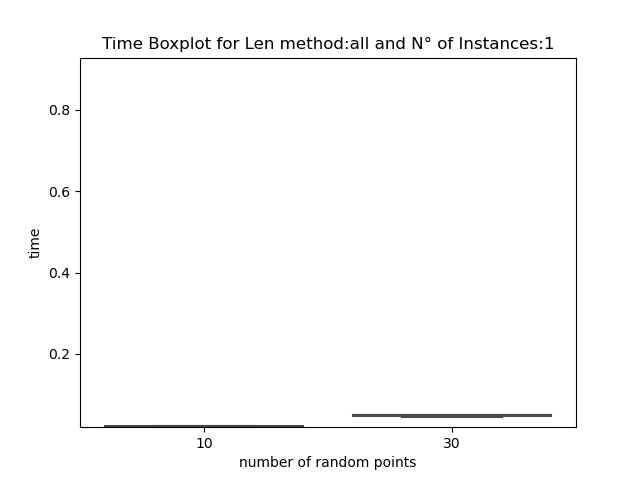 Time Boxplot for Len method:all and N° of Instances:1
0.8
0.6
0.4
0.2
time
10 30
number of random points